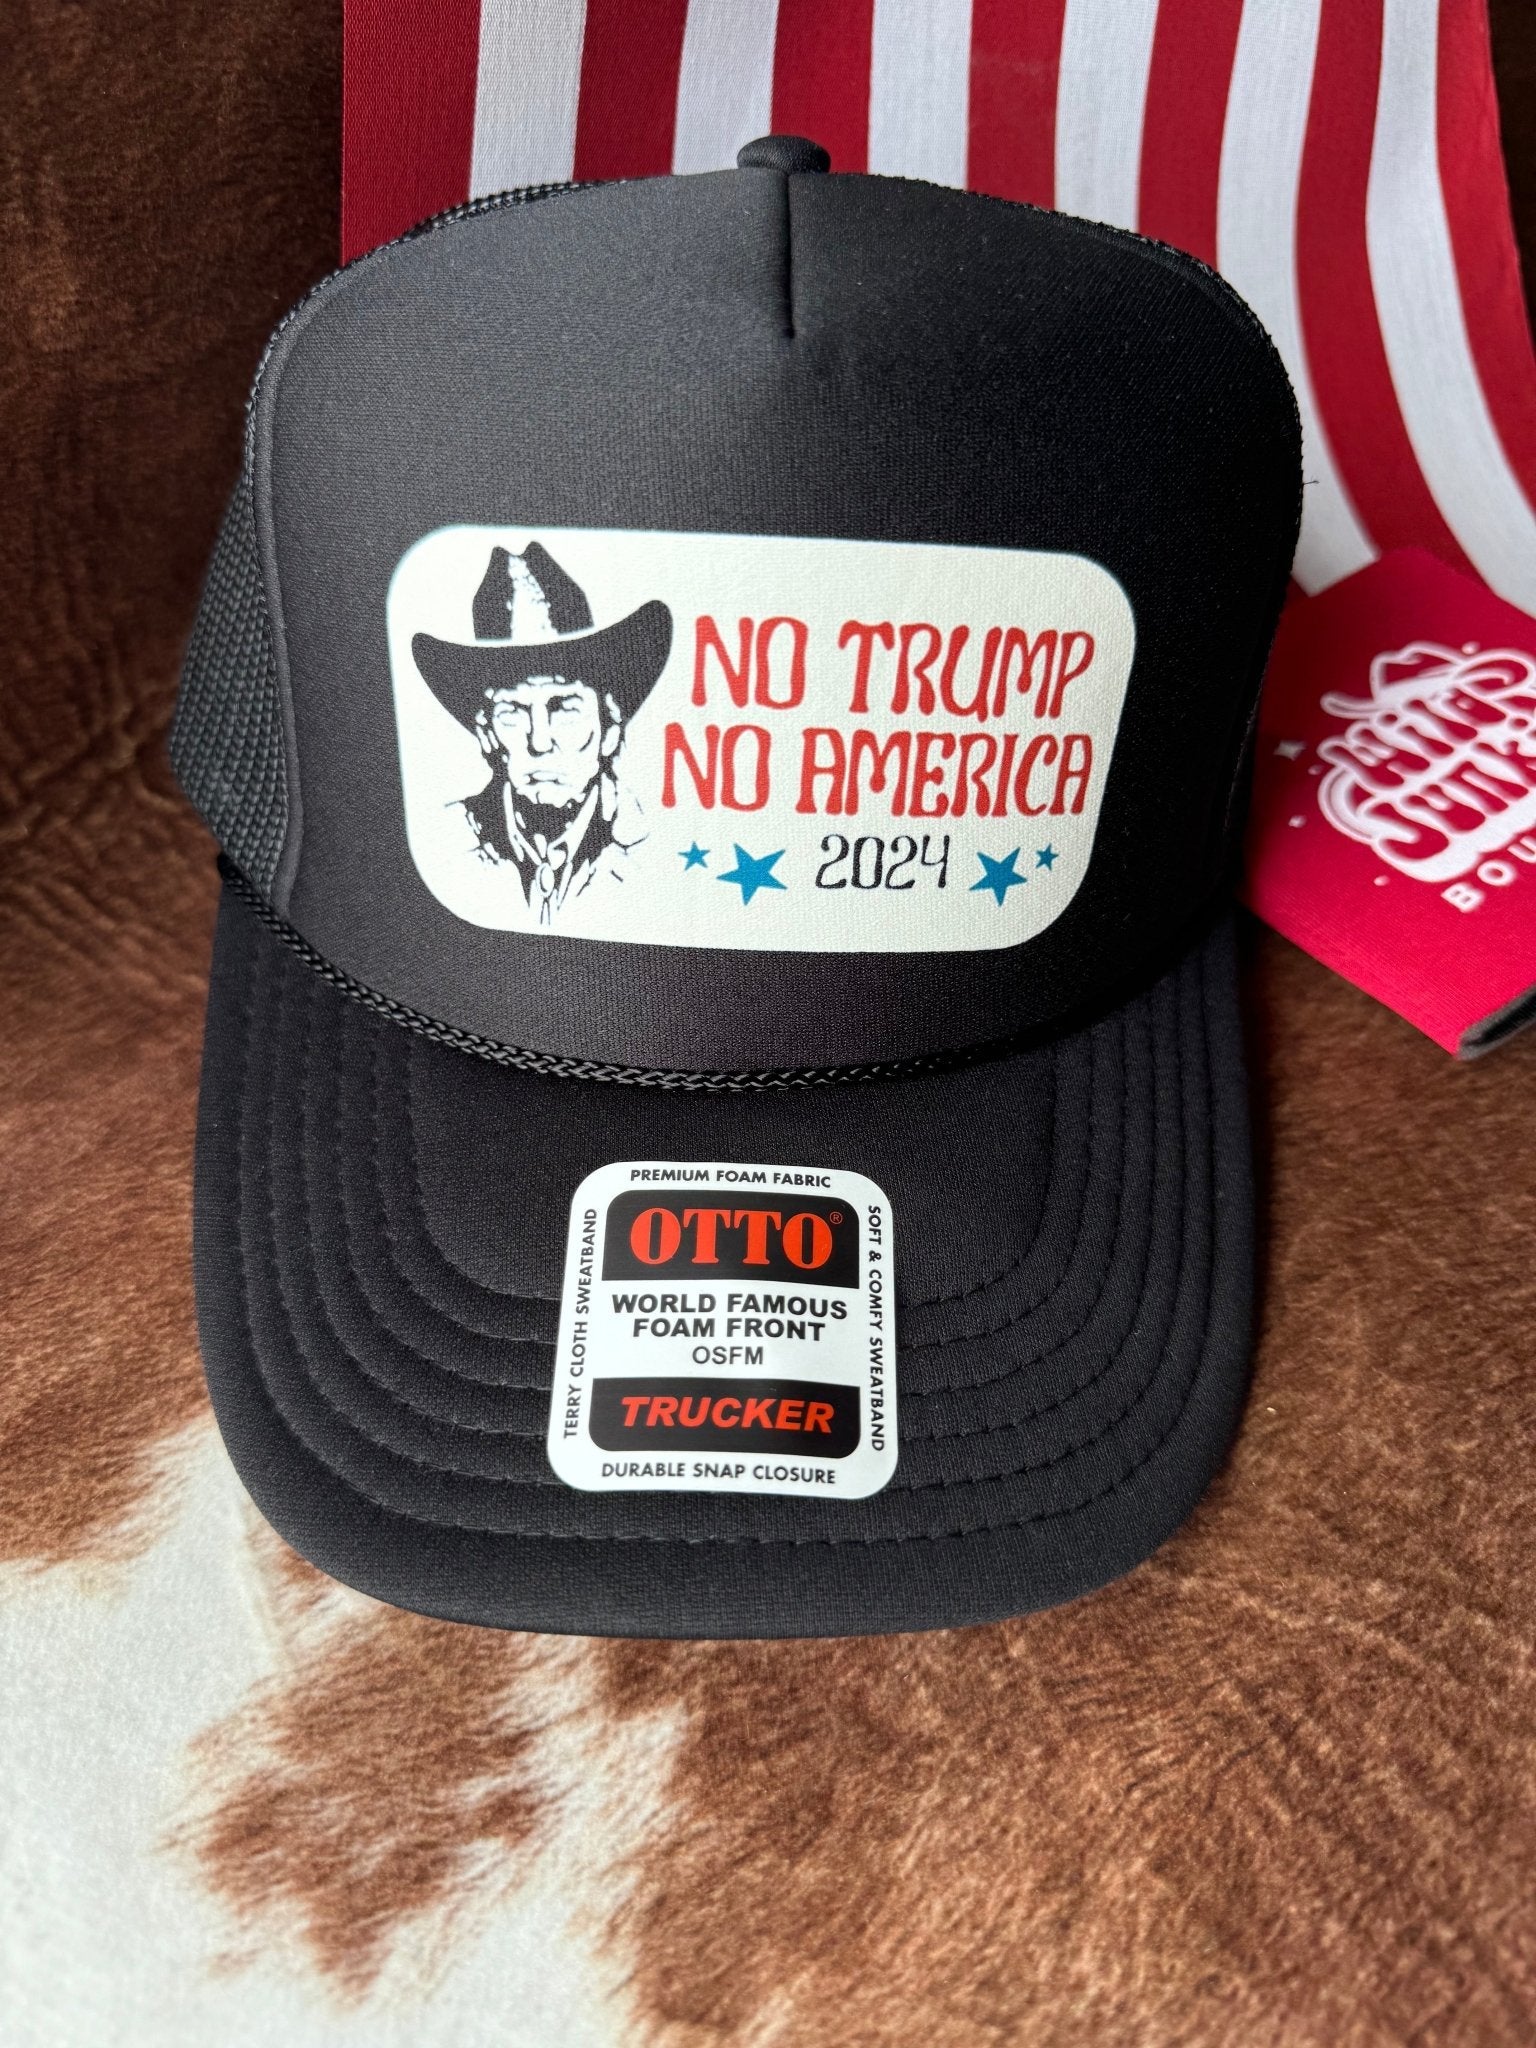 NO TRUMP
NO AMERICA
2024
PREMIUM FOAM FABRIC
OTTO®
WORLD FAMOUS
FOAM FRONT
OSFM
TRUCKER
DURABLE SNAP CLOSURE
TERRY CLOTH SWEATBAND
SOFT & COMFY SWEATBAND